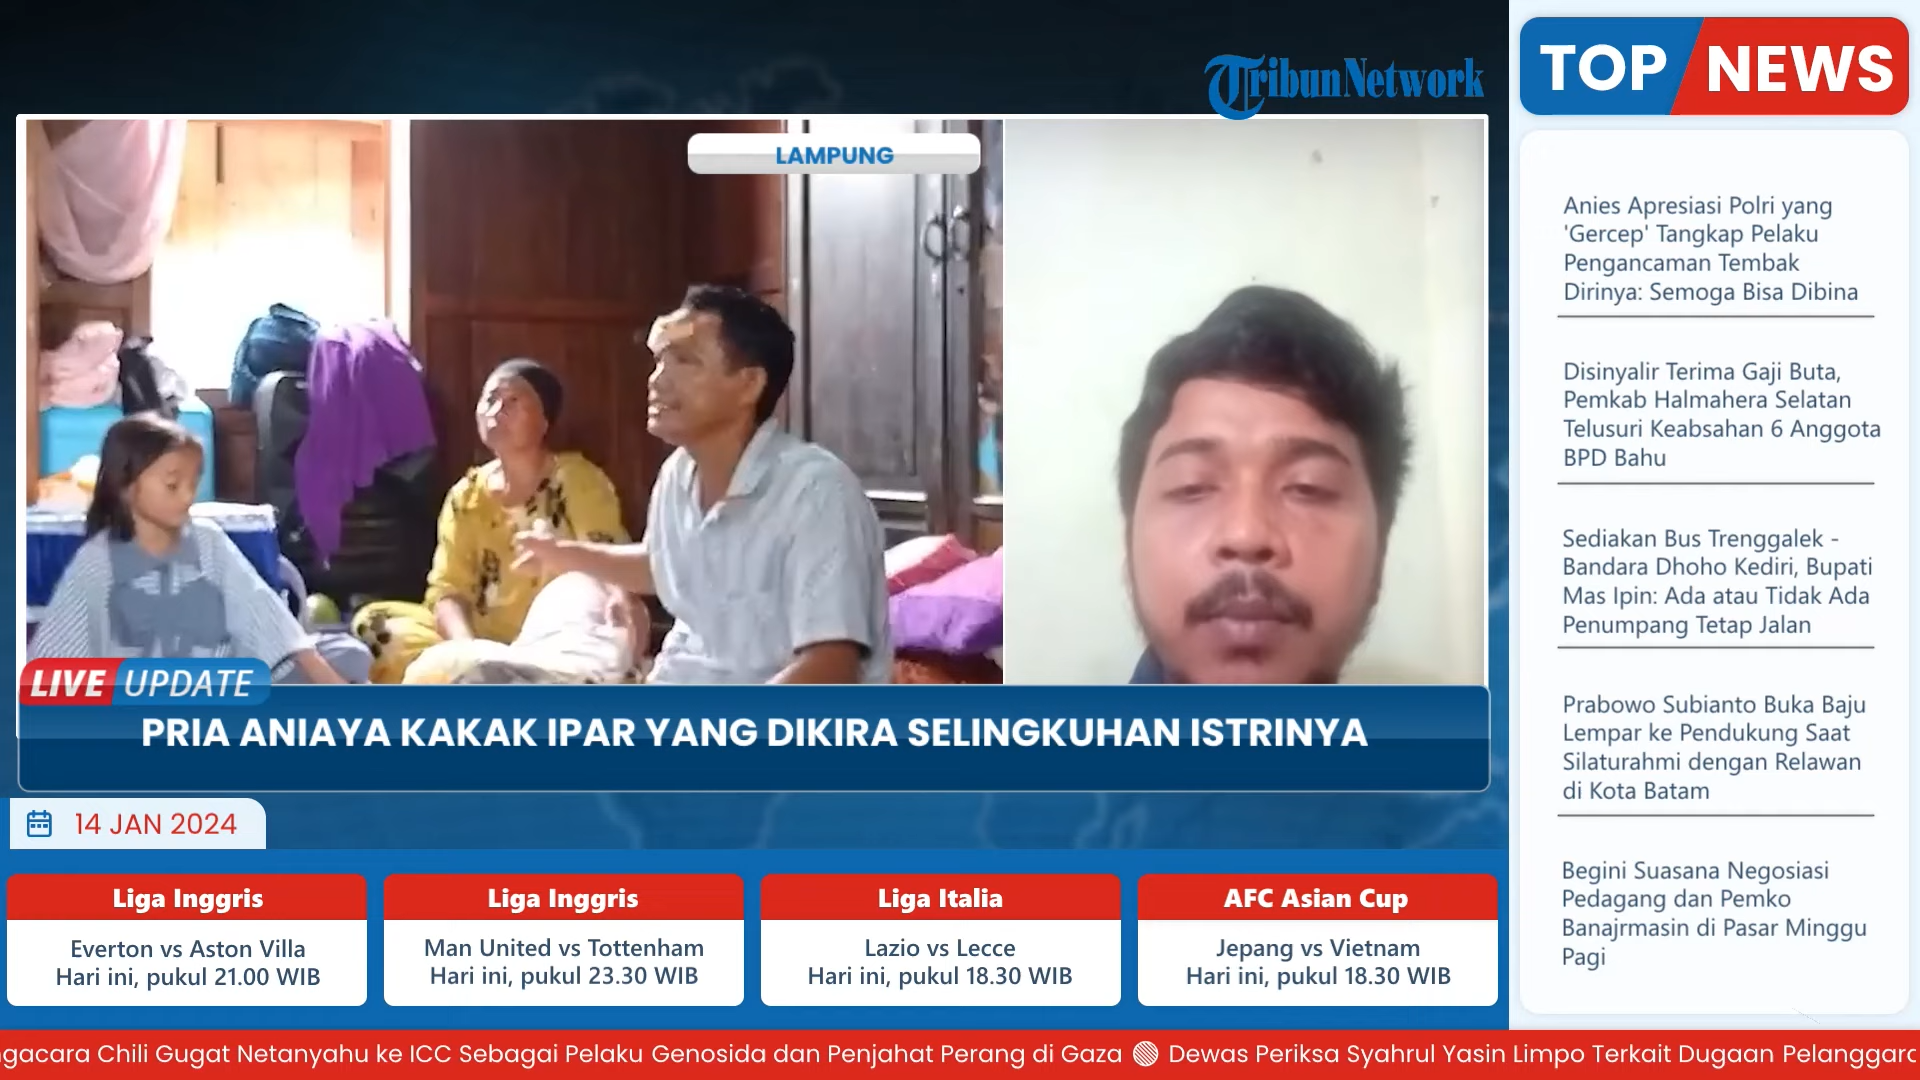 TribunNetwork
LAMPUNG
LIVE UPDATE
PRIA ANIAYA KAKAK IPAR YANG DIKIRA SELINGKUHAN ISTRINYA
14 JAN 2024
Liga Inggris
Everton vs Aston Villa
Hari ini, pukul 21.00 WIB
Liga Inggris
Man United vs Tottenham
Hari ini, pukul 23.30 WIB
Liga Italia
Lazio vs Lecce
Hari ini, pukul 18.30 WIB
AFC Asian Cup
Jepang vs Vietnam
Hari ini, pukul 18.30 WIB
TOP NEWS
Anies Apresiasi Polri yang
'Gercep' Tangkap Pelaku
Pengancaman Tembak
Dirinya: Semoga Bisa Dibina
Disinyalir Terima Gaji Buta,
Pemkab Halmahera Selatan
Telusuri Keabsahan 6 Anggota
BPD Bahu
Sediakan Bus Trenggalek -
Bandara Dhoho Kediri, Bupati
Mas Ipin: Ada atau Tidak Ada
Penumpang Tetap Jalan
Prabowo Subianto Buka Baju
Lempar ke Pendukung Saat
Silaturahmi dengan Relawan
di Kota Batam
Begini Suasana Negosiasi
Pedagang dan Pemko
Banajrmasin di Pasar Minggu
Pagi
ngacara Chili Gugat Netanyahu ke ICC Sebagai Pelaku Genosida dan Penjahat Perang di Gaza Dewas Periksa Syahrul Yasin Limpo Terkait Dugaan Pelanggara